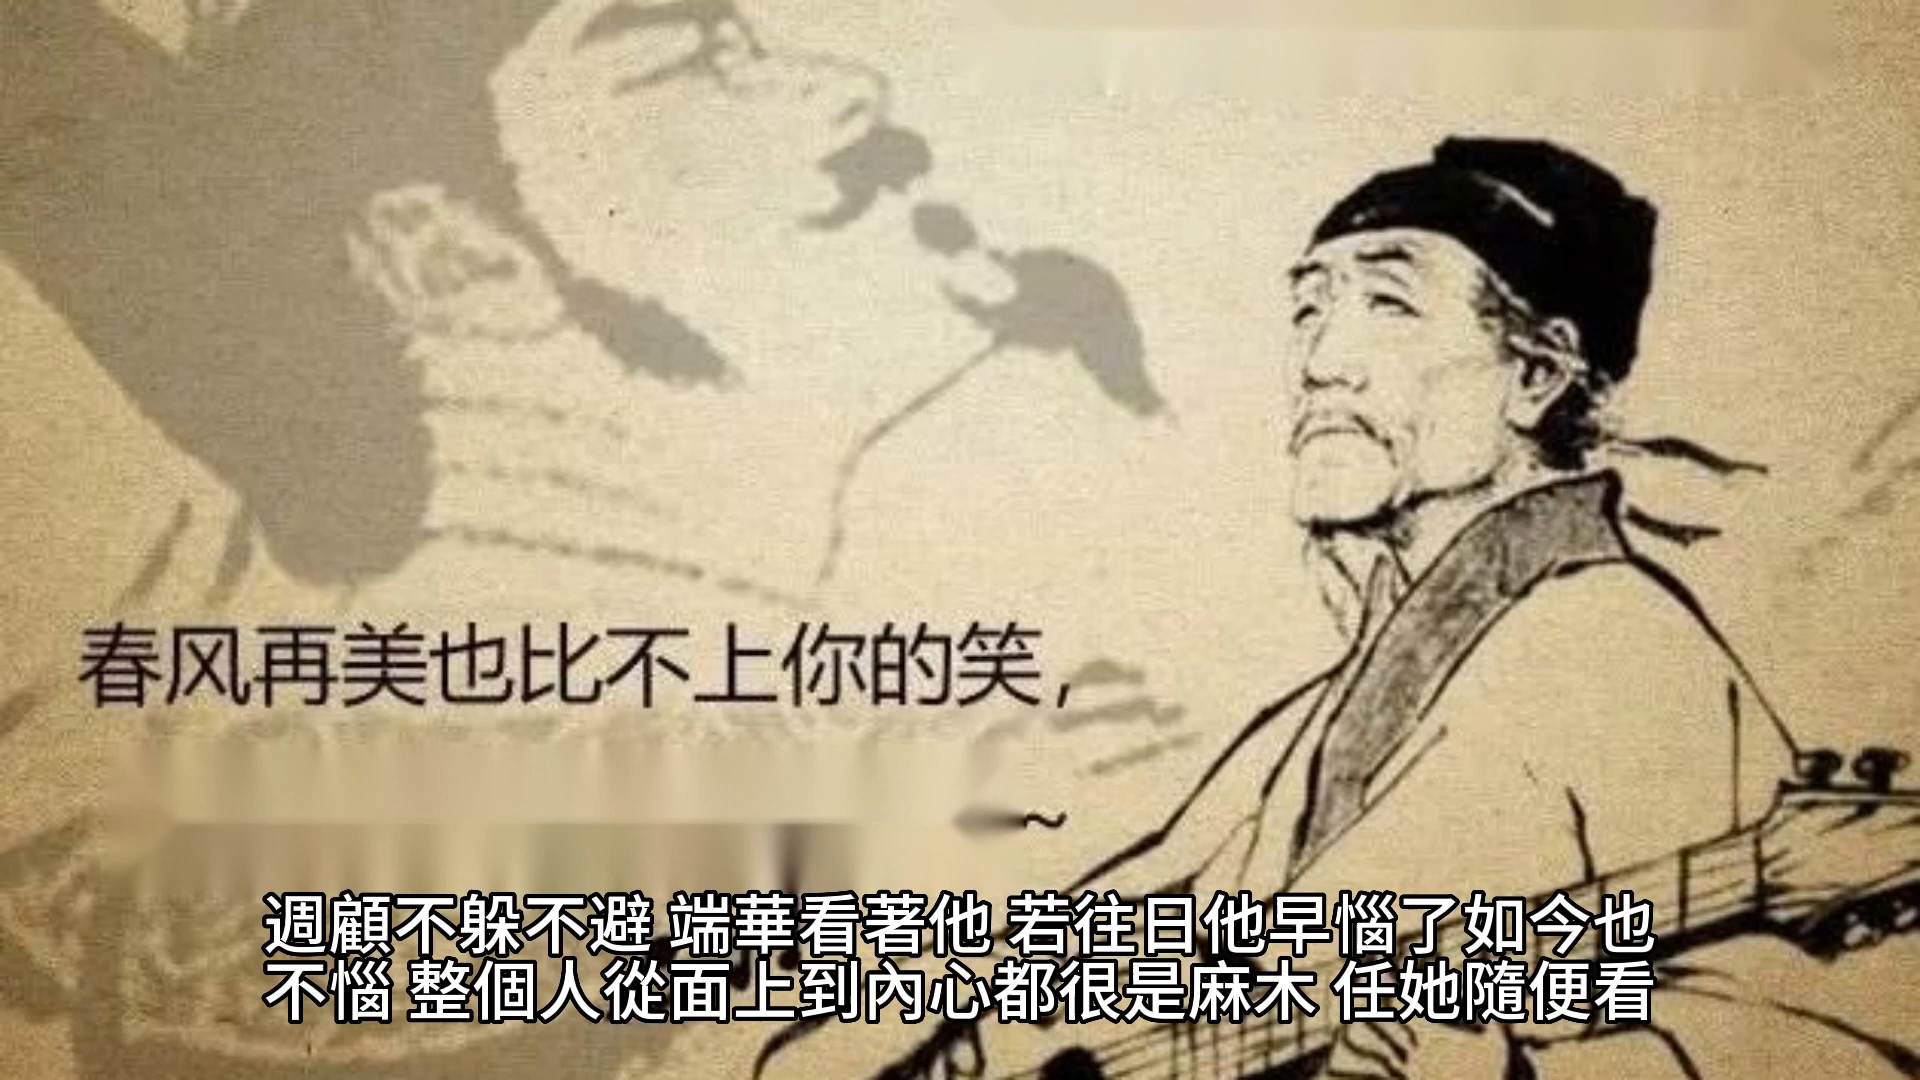 春风再美也比不上你的笑，
~
週顧不躲不避 端華看著他 若往日他早惱了如今也
不惱 整個人從面上到內心都很是麻木 任她隨便看